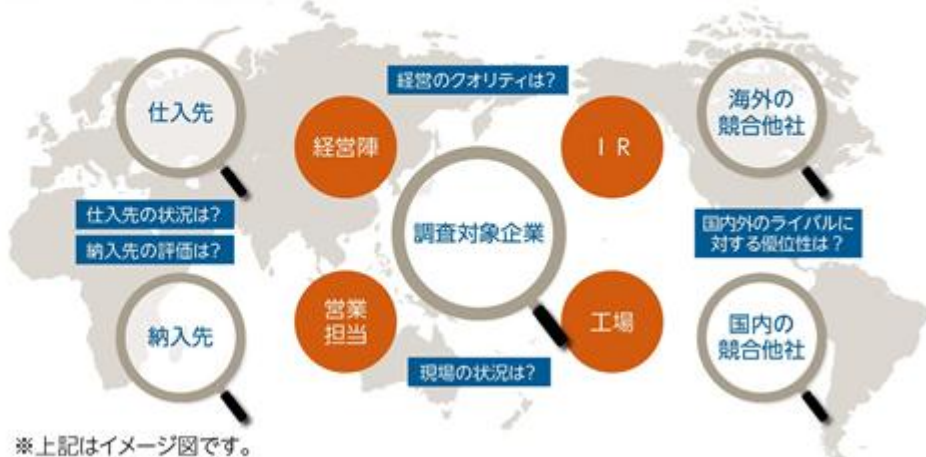 経営のクオリティは?
仕入先
経営陣
IR
海外の
競合他社
仕入先の状況は?
納入先の評価は?
調査対象企業
国内外のライバルに
対する優位性は?
納入先
営業
担当
工場
国内の
競合他社
現場の状況は?
※上記はイメージ図です。